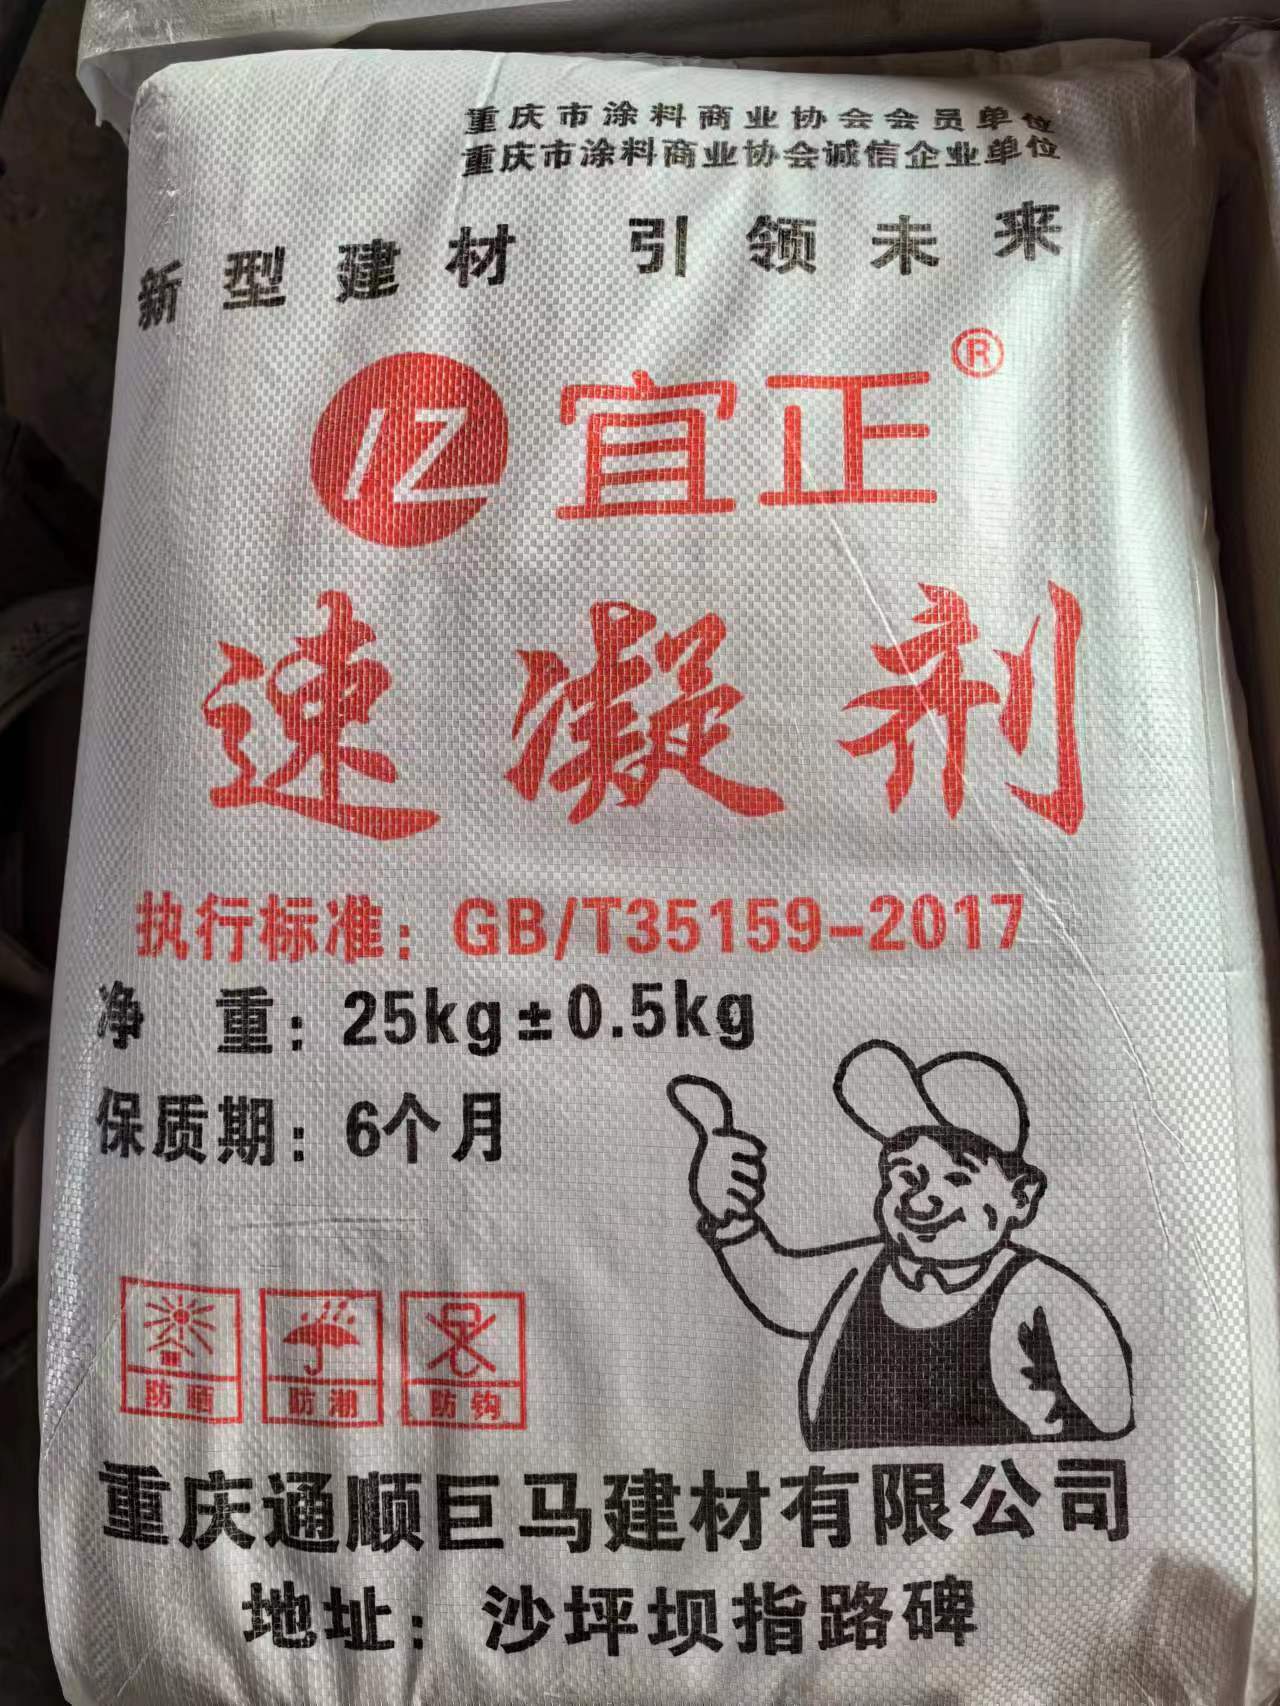 重庆市涂料商业协会会员单位
重庆市涂料商业协会诚信企业单位
新型建材 引领未来
IZ 宜正®
速凝剂
执行标准：GB/T35159-2017
净 重：25kg±0.5kg
保质期：6个月
防晒 防潮 防钩
重庆通顺巨马建材有限公司
地址：沙坪坝指路碑